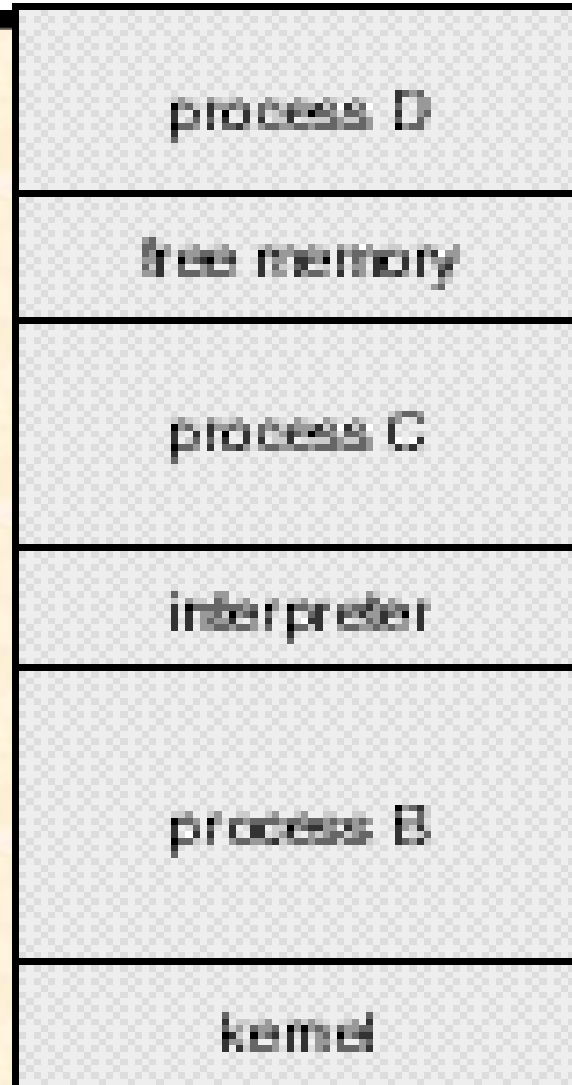 process D
free memory
process C
interpreter
process B
kernel